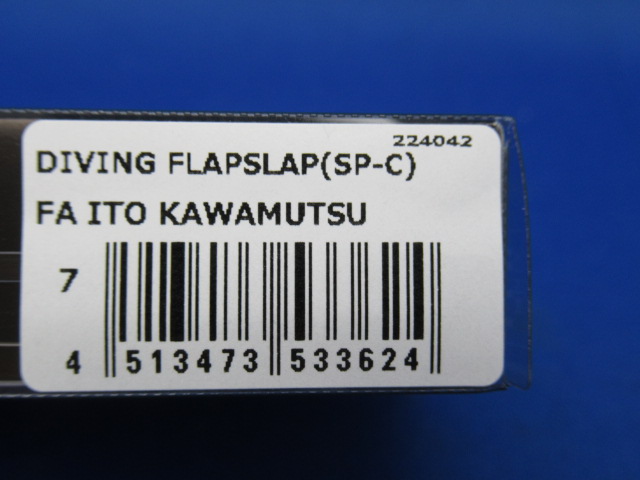 224042
DIVING FLAPSLAP(SP-C)
FA ITO KAWAMUTSU
7
4 513473 533624